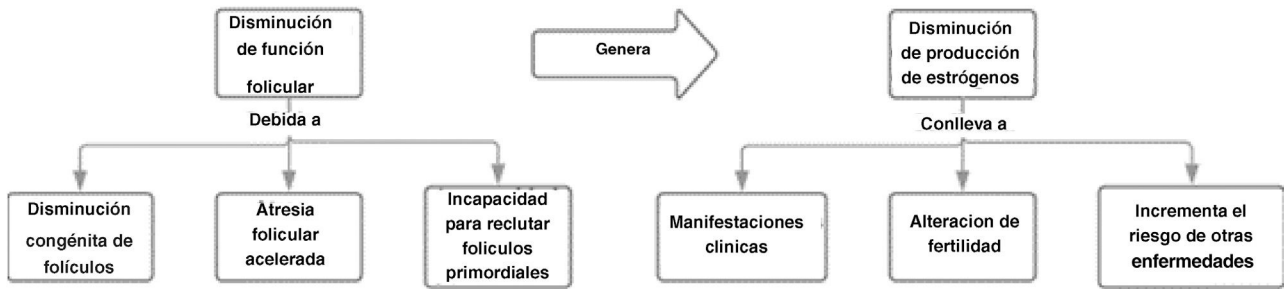 Disminución
de función
folicular
Genera
Disminución
de producción
de estrógenos
Debida a
Conlleva a
Disminución
congénita de
folículos
Atresia
folicular
acelerada
Incapacidad
para reclutar
foliculos
primordiales
Manifestaciones
clinicas
Alteracion de
fertilidad
Incrementa el
riesgo de otras
enfermedades